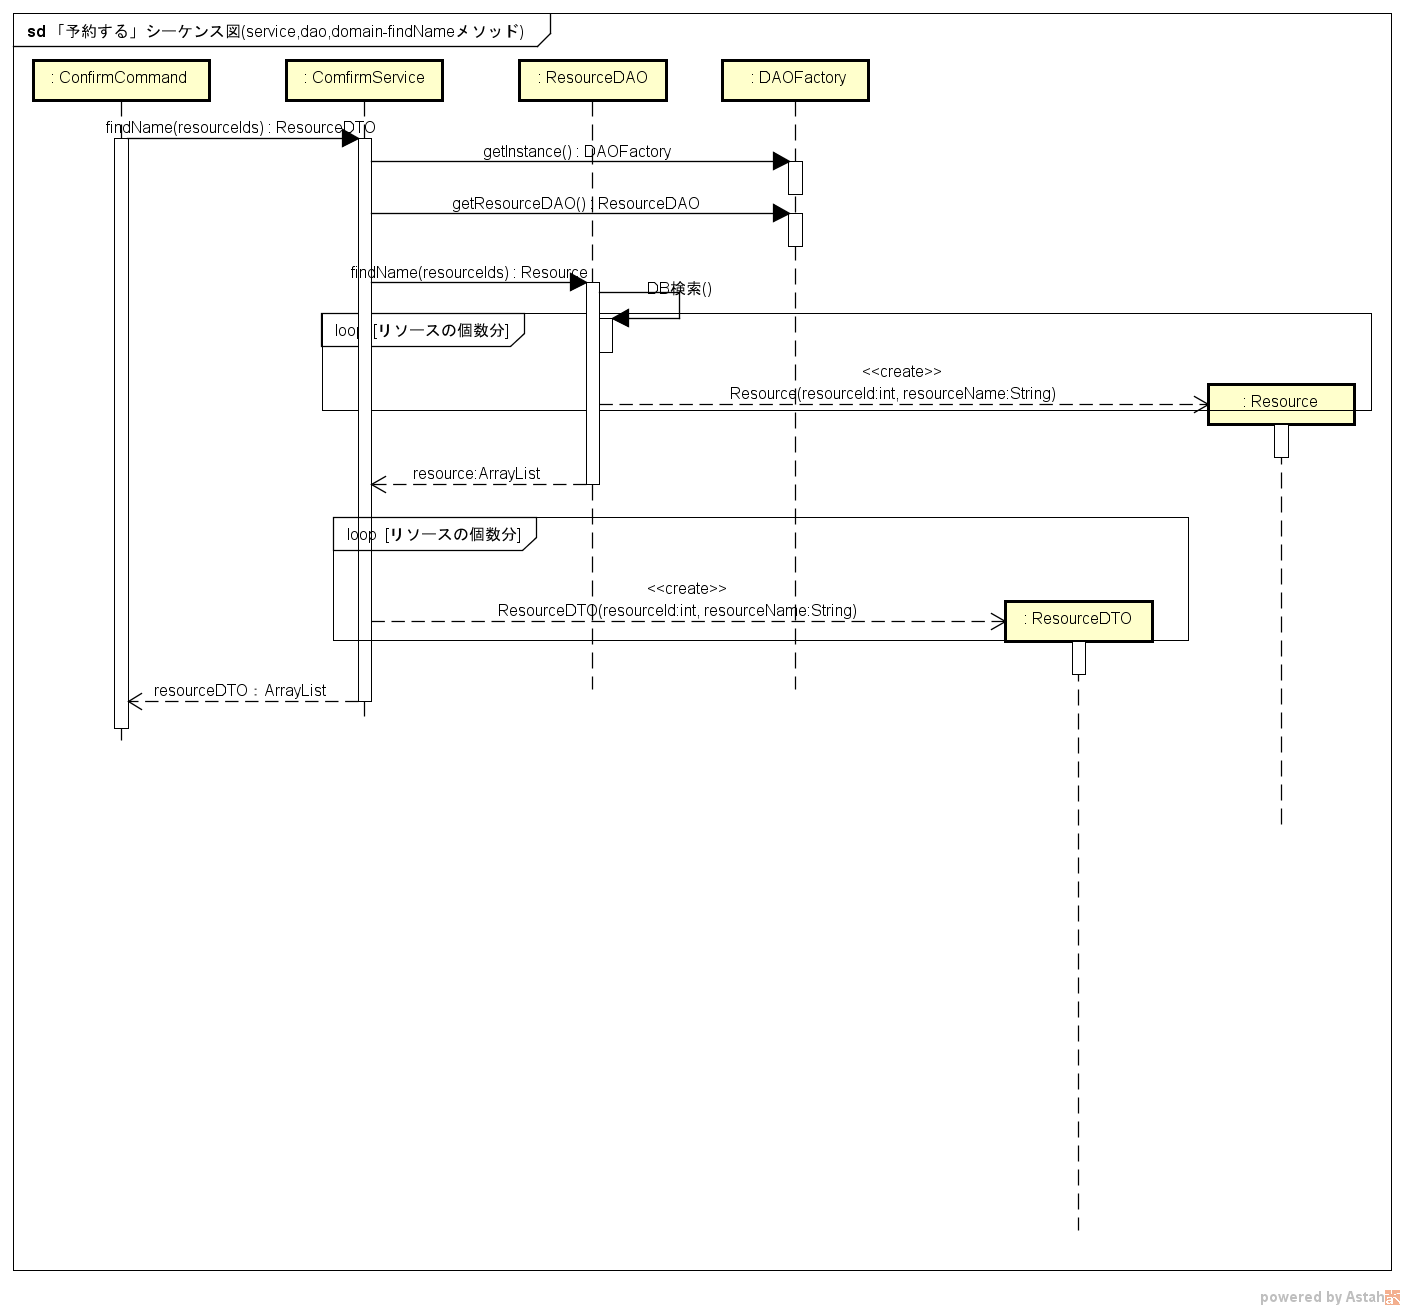 sd 「予約する」シーケンス図(service,dao,domain-findNameメソッド)
: ConfirmCommand
: ComfirmService
: ResourceDAO
: DAOFactory
findName(resourceIds) : ResourceDTO
getInstance() : DAOFactory
getResourceDAO() : ResourceDAO
findName(resourceIds) : Resource
DB検索()
loop [リソースの個数分]
<<create>>
Resource(resourceId:int, resourceName:String)
: Resource
resource:ArrayList
loop [リソースの個数分]
<<create>>
ResourceDTO(resourceId:int, resourceName:String)
: ResourceDTO
resourceDTO : ArrayList
powered by Astah